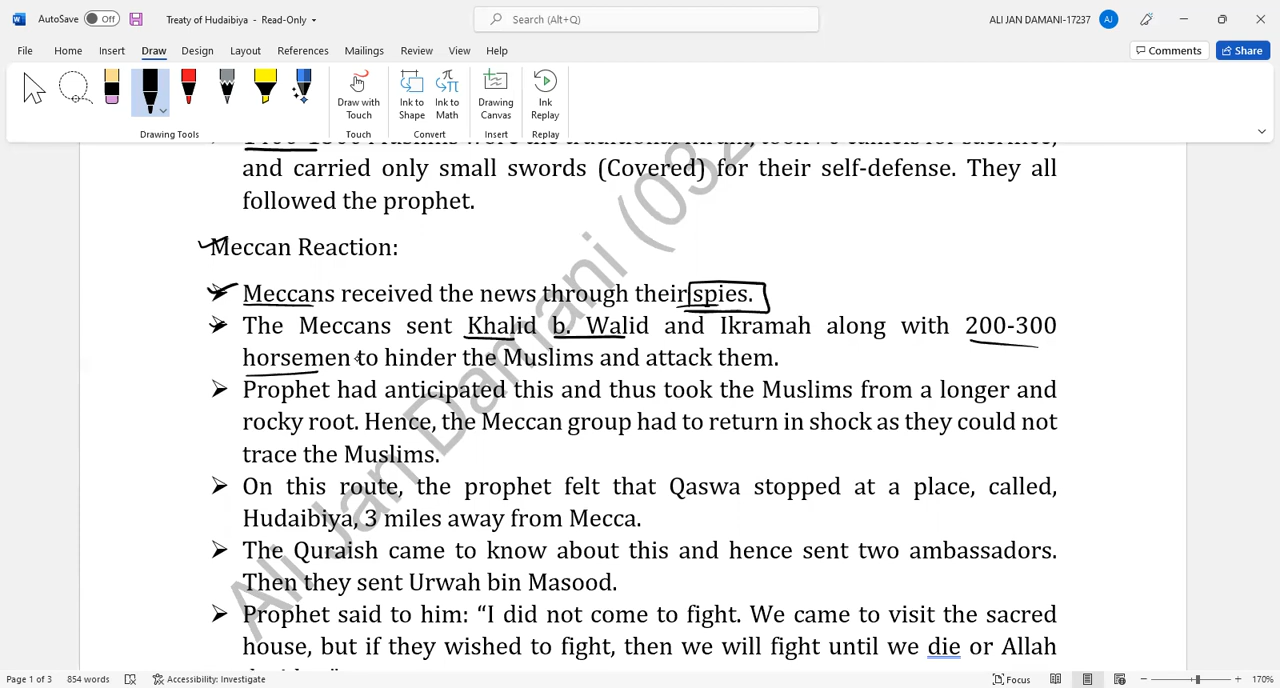 AutoSave Off Treaty of Hudaibiya - Read-Only Search (Alt+Q) ALI JAN DAMANI-17237 AJ
File Home Insert Draw Design Layout References Mailings Review View Help Comments Share
Draw with Touch Ink to Shape Ink to Math Drawing Canvas Ink Replay
Drawing Tools Touch Convert Insert Replay
and carried only small swords (Covered) for their self-defense. They all
followed the prophet.
Meccan Reaction:
Meccans received the news through their spies.
The Meccans sent Khalid b. Walid and Ikramah along with 200-300
horsemen to hinder the Muslims and attack them.
Prophet had anticipated this and thus took the Muslims from a longer and
rocky root. Hence, the Meccan group had to return in shock as they could not
trace the Muslims.
On this route, the prophet felt that Qaswa stopped at a place, called,
Hudaibiya, 3 miles away from Mecca.
The Quraish came to know about this and hence sent two ambassadors.
Then they sent Urwah bin Masood.
Prophet said to him: “I did not come to fight. We came to visit the sacred
house, but if they wished to fight, then we will fight until we die or Allah
Ali Jan Damani (032
Page 1 of 3 854 words Accessibility: Investigate Focus 170%